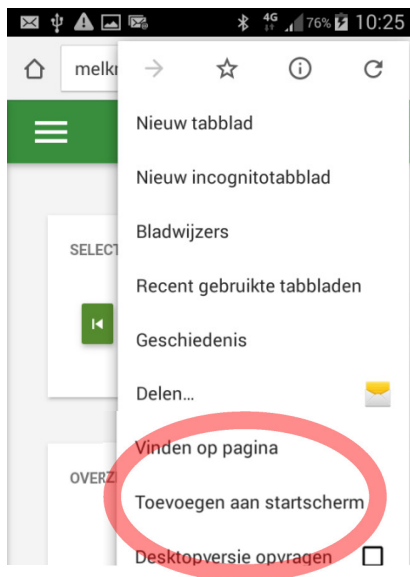 4G 76% 10:25
melkr
Nieuw tabblad
Nieuw incognitotabblad
Bladwijzers
SELECT
Recent gebruikte tabbladen
Geschiedenis
Delen...
Vinden op pagina
OVERZ
Toevoegen aan startscherm
Desktopversie opvragen